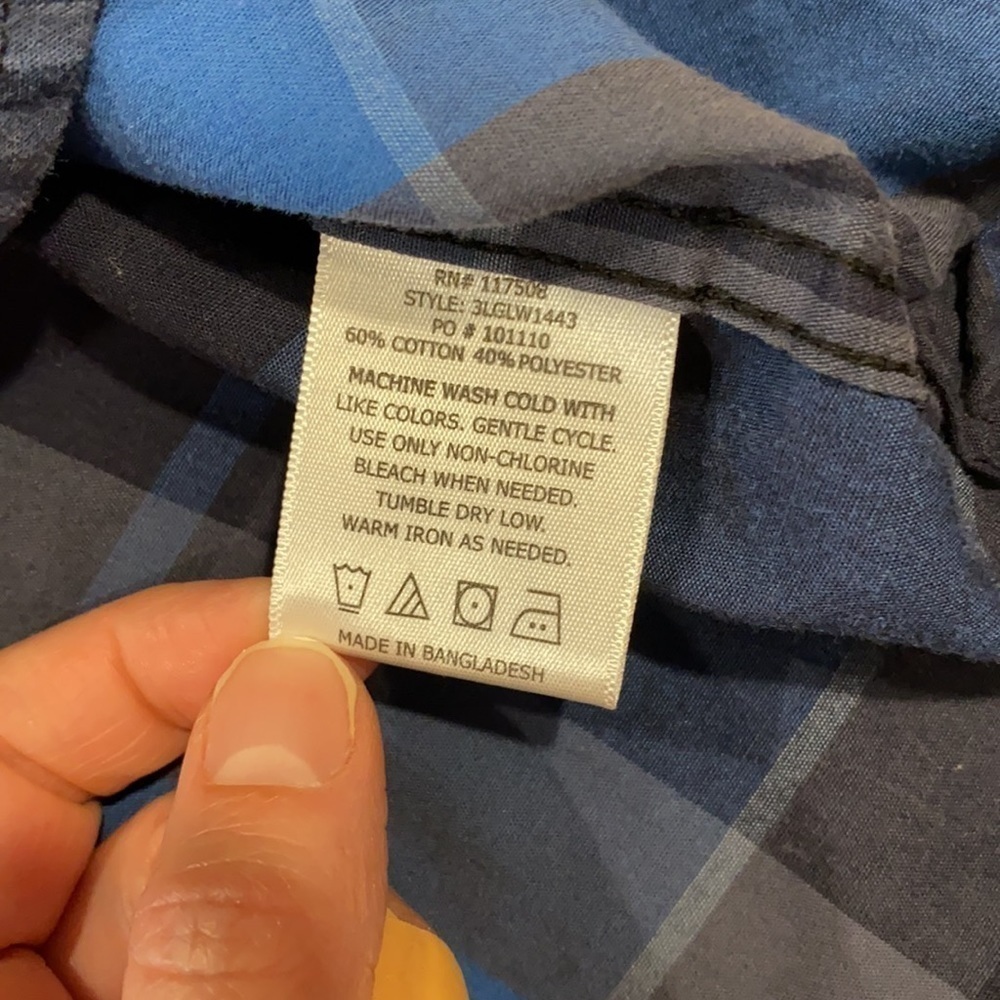 RN# 117508
STYLE: 3LGLW1443
PO # 101110
60% COTTON 40% POLYESTER
MACHINE WASH COLD WITH
LIKE COLORS. GENTLE CYCLE.
USE ONLY NON-CHLORINE
BLEACH WHEN NEEDED.
TUMBLE DRY LOW.
WARM IRON AS NEEDED.
MADE IN BANGLADESH